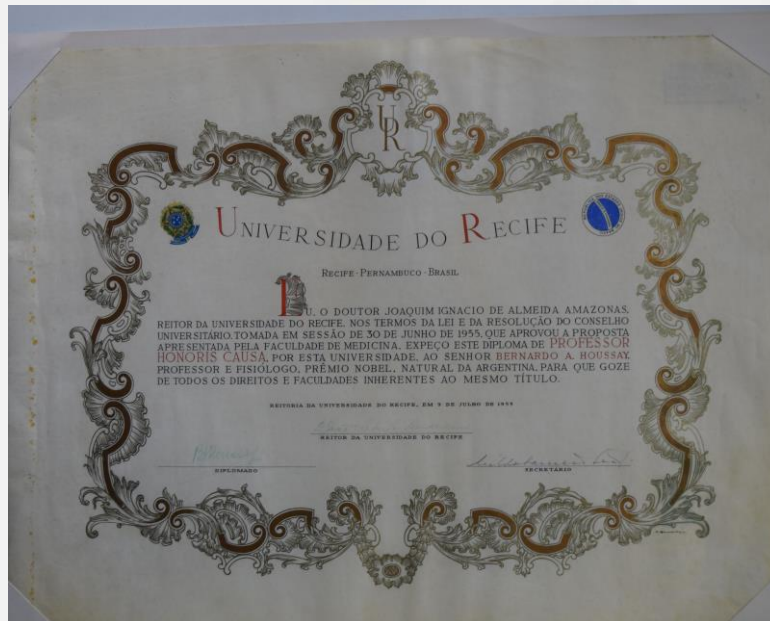 UR
UNIVERSIDADE DO RECIFE
RECIFE-PERNAMBUCO-BRASIL
EU, O DOUTOR JOAQUIM IGNACIO DE ALMEIDA AMAZONAS,
REITOR DA UNIVERSIDADE DO RECIFE, NOS TERMOS DA LEI E DA RESOLUÇÃO DO CONSELHO
UNIVERSITÁRIO, TOMADA EM SESSÃO DE 30 DE JUNHO DE 1955, QUE APROVOU A PROPOSTA
APRESENTADA PELA FACULDADE DE MEDICINA, EXPEÇO ESTE DIPLOMA DE PROFESSOR
HONORIS CAUSA, POR ESTA UNIVERSIDADE, AO SENHOR BERNARDO A. HOUSSAY,
PROFESSOR E FISIÓLOGO, PRÊMIO NOBEL, NATURAL DA ARGENTINA, PARA QUE GOZE
DE TODOS OS DIREITOS E FACULDADES INHERENTES AO MESMO TÍTULO.
REITORIA DA UNIVERSIDADE DO RECIFE, EM 5 DE JULHO DE 1955
REITOR DA UNIVERSIDADE DO RECIFE
DIPLOMADO
SECRETÁRIO